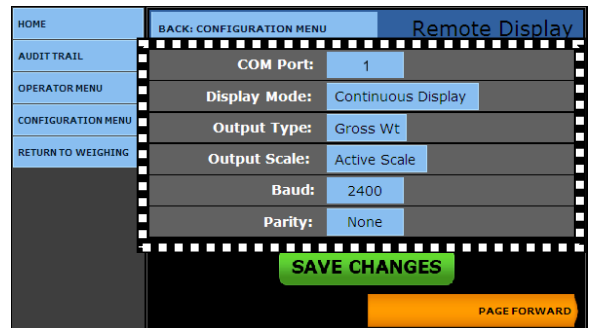 HOME
BACK: CONFIGURATION MENU
Remote Display
AUDIT TRAIL
OPERATOR MENU
CONFIGURATION MENU
RETURN TO WEIGHING
COM Port: 1
Display Mode: Continuous Display
Output Type: Gross Wt
Output Scale: Active Scale
Baud: 2400
Parity: None
SAVE CHANGES
PAGE FORWARD